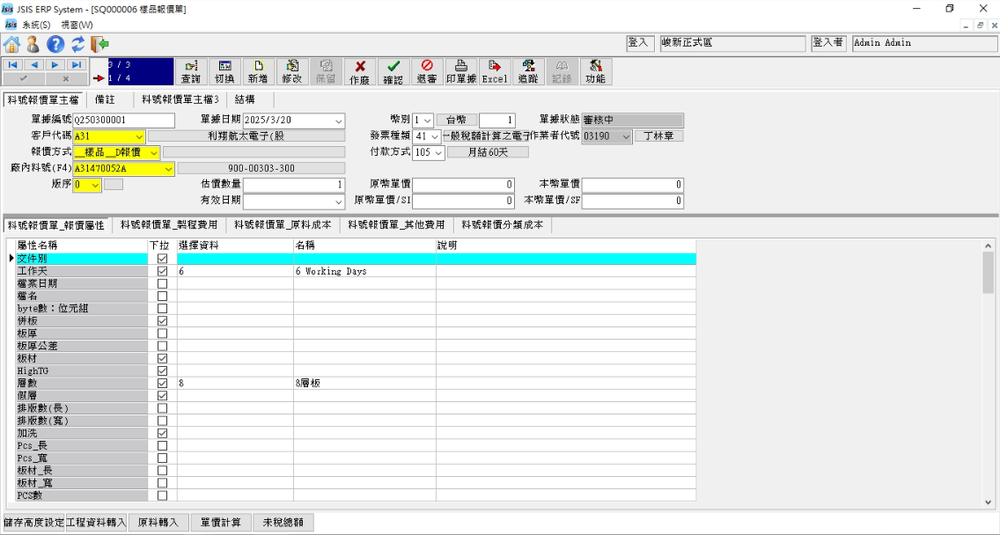 JSIS ERP System - [SQ000006 樣品報價單]
系統(S) 視窗(W)
登入 峻新正式區 登入者 Admin Admin
3 / 3
1 / 4
查詢 切換 新增 修改 保留 作廢 確認 退審 印單據 Excel 追蹤 記錄 功能
料號報價單主檔 備註 料號報價單主檔3 結構
單據編號 Q250300001 單據日期 2025/3/20 幣別 1 台幣 1 單據狀態 審核中
客戶代碼 A31 利翔航太電子(股 發票種類 41 一般稅額計算之電子 作業者代號 03190 丁林章
報價方式 __樣品__D報價 付款方式 105 月結60天
廠內料號(F4) A31470052A 900-00303-300
版序 0 估價數量 1 原幣單價 0 本幣單價 0
有效日期 原幣單價/SI 0 本幣單價/SF 0
料號報價單_報價屬性 料號報價單_製程費用 料號報價單_原料成本 料號報價單_其他費用 料號報價分類成本
屬性名稱 下拉 選擇資料 名稱 說明
交件別
工作天 6 6 Working Days
檔案日期
檔名
byte數：位元組
併板
板厚
板厚公差
板材
HighTG
層數 8 8層板
假層
排版數(長)
排版數(寬)
加洗
Pcs_長
Pcs_寬
板材_長
板材_寬
PCS數
儲存高度設定 工程資料轉入 原料轉入 單價計算 未稅總額